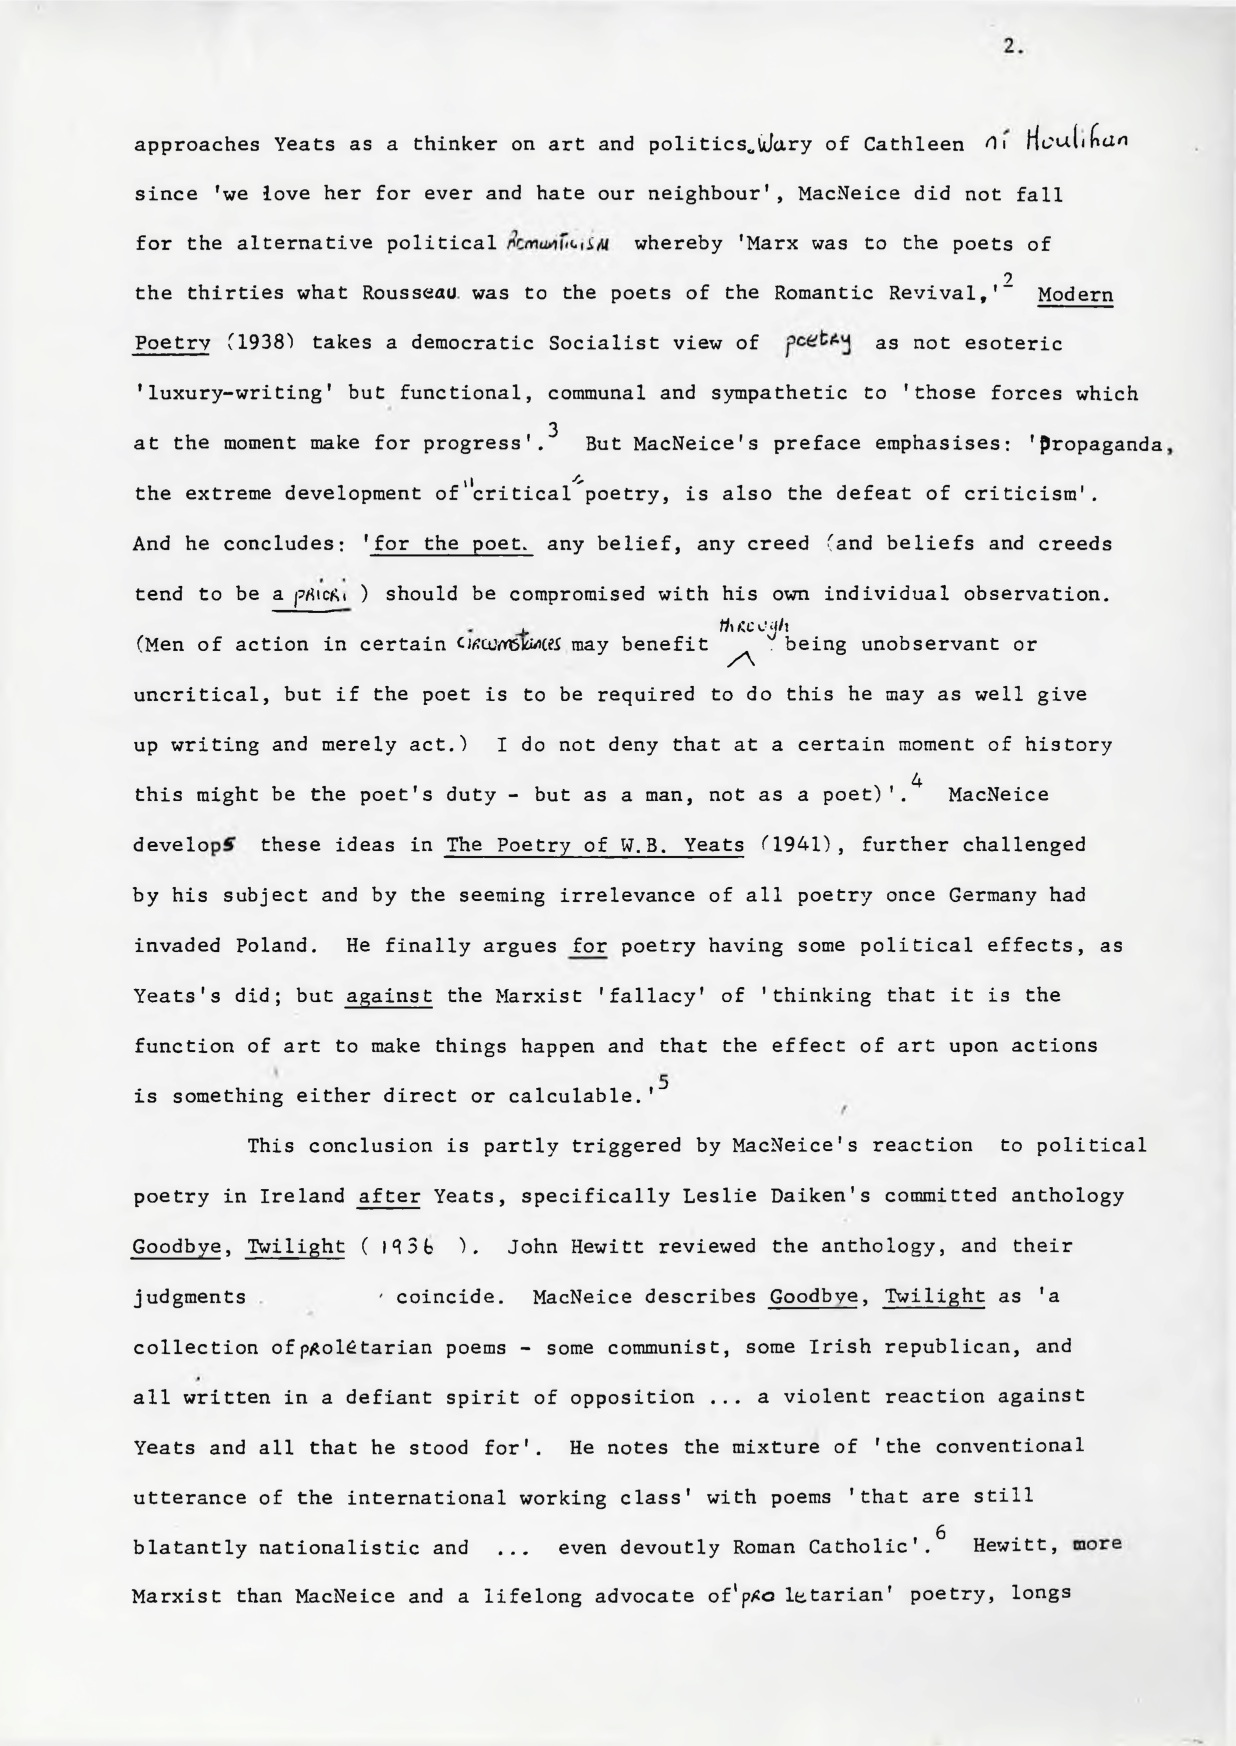 2.
approaches Yeats as a thinker on art and politics. Wary of Cathleen ní Houlihan
since 'we love her for ever and hate our neighbour', MacNeice did not fall
for the alternative political Romanticism whereby 'Marx was to the poets of
the thirties what Rousseau was to the poets of the Romantic Revival,'2 Modern
Poetry (1938) takes a democratic Socialist view of poetry as not esoteric
'luxury-writing' but functional, communal and sympathetic to 'those forces which
at the moment make for progress'.3 But MacNeice's preface emphasises: 'Propaganda,
the extreme development of "critical" poetry, is also the defeat of criticism'.
And he concludes: 'for the poet. any belief, any creed (and beliefs and creeds
tend to be a priori ) should be compromised with his own individual observation.
(Men of action in certain circumstances may benefit through being unobservant or
uncritical, but if the poet is to be required to do this he may as well give
up writing and merely act.) I do not deny that at a certain moment of history
this might be the poet's duty - but as a man, not as a poet)'.4 MacNeice
develops these ideas in The Poetry of W.B. Yeats (1941), further challenged
by his subject and by the seeming irrelevance of all poetry once Germany had
invaded Poland. He finally argues for poetry having some political effects, as
Yeats's did; but against the Marxist 'fallacy' of 'thinking that it is the
function of art to make things happen and that the effect of art upon actions
is something either direct or calculable.'5
This conclusion is partly triggered by MacNeice's reaction to political
poetry in Ireland after Yeats, specifically Leslie Daiken's committed anthology
Goodbye, Twilight ( 1936 ). John Hewitt reviewed the anthology, and their
judgments coincide. MacNeice describes Goodbye, Twilight as 'a
collection of proletarian poems - some communist, some Irish republican, and
all written in a defiant spirit of opposition ... a violent reaction against
Yeats and all that he stood for'. He notes the mixture of 'the conventional
utterance of the international working class' with poems 'that are still
blatantly nationalistic and ... even devoutly Roman Catholic'.6 Hewitt, more
Marxist than MacNeice and a lifelong advocate of 'proletarian' poetry, longs